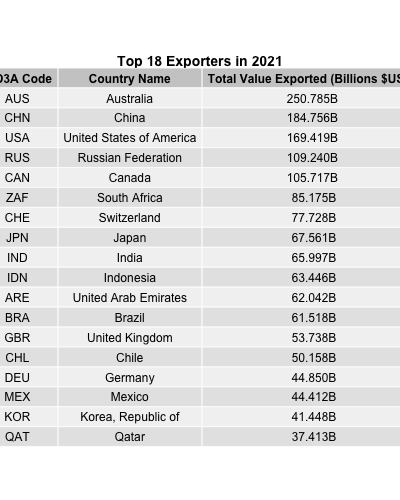 Top 18 Exporters in 2021
Code Country Name Total Value Exported (Billions
AUS Australia 250.785B
CHN China 184.756B
USA United States of America 169.419B
RUS Russian Federation 109.240B
CAN Canada 105.717B
ZAF South Africa 85.175B
CHE Switzerland 77.728B
JPN Japan 67.561B
IND India 65.997B
IDN Indonesia 63.446B
ARE United Arab Emirates 62.042B
BRA Brazil 61.518B
GBR United Kingdom 53.738B
CHL Chile 50.158B
DEU Germany 44.850B
MEX Mexico 44.412B
KOR Korea, Republic of 41.448B
QAT Qatar 37.413B